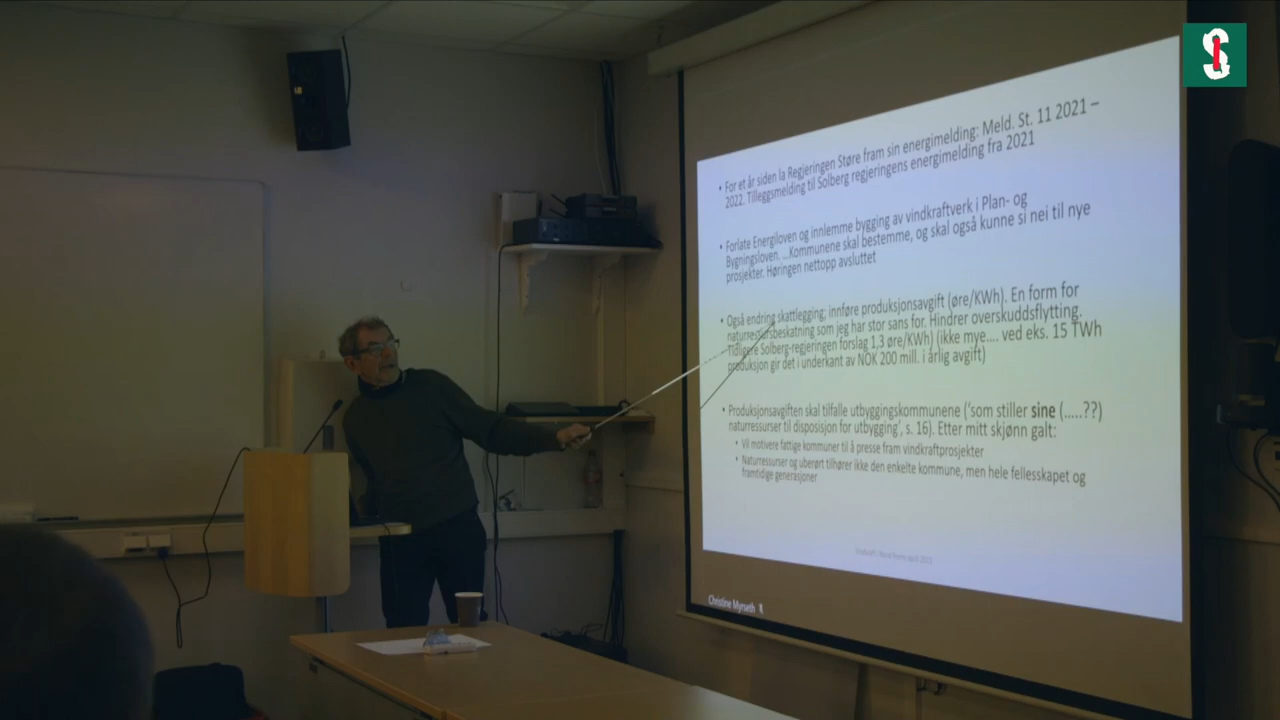 • For et år siden la Regjeringen Støre fram sin energimelding: Meld. St. 11 2021 –
2022. Tilleggsmelding til Solberg regjeringens energimelding fra 2021
• Forlate Energiloven og innlemme bygging av vindkraftverk i Plan- og
Bygningsloven. ...Kommunene skal bestemme, og skal også kunne si nei til nye
prosjekter. Høringen nettopp avsluttet
• Også endring skattlegging; innføre produksjonsavgift (øre/KWh). En form for
naturressursbeskatning som jeg har stor sans for. Hindrer overskuddsflytting.
Tidligere Solberg-regjeringen forslag 1,3 øre/KWh) (ikke mye.... ved eks. 15 TWh
produksjon gir det i underkant av NOK 200 mill. i årlig avgift)
• Produksjonsavgiften skal tilfalle utbyggingskommunene ('som stiller sine (.....??)
naturressurser til disposjon for utbygging', s. 16). Etter mitt skjønn galt:
• Vil motivere fattige kommuner til å presse fram vindkraftprosjekter
• Naturressurser og uberørt tilhører ikke den enkelte kommune, men hele fellesskapet og
framtidige generasjoner
Christine Myrseth